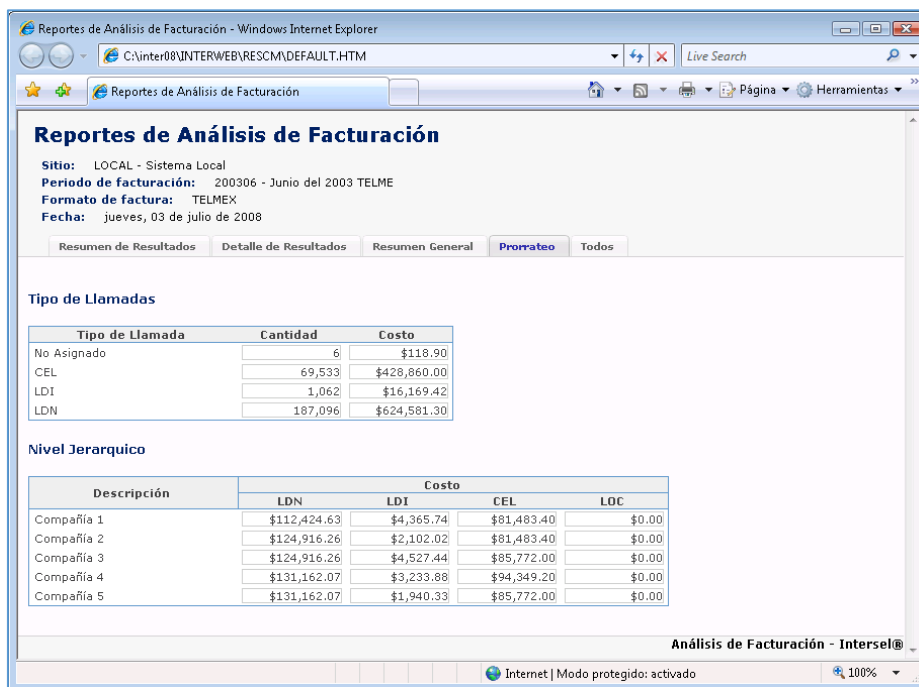 Reportes de Análisis de Facturación - Windows Internet Explorer
C:\inter08\INTERWEB\RESCM\DEFAULT.HTM
Live Search
Reportes de Análisis de Facturación
Página
Herramientas
Reportes de Análisis de Facturación
Sitio: LOCAL - Sistema Local
Periodo de facturación: 200306 - Junio del 2003 TELME
Formato de factura: TELMEX
Fecha: jueves, 03 de julio de 2008
Resumen de Resultados Detalle de Resultados Resumen General Prorrateo Todos
Tipo de Llamadas
Tipo de Llamada Cantidad Costo
No Asignado 6 $118.90
CEL 69,533 $428,860.00
LDI 1,062 $16,169.42
LDN 187,096 $624,581.30
Nivel Jerarquico
Descripción Costo
LDN LDI CEL LOC
Compañía 1 $112,424.63 $4,365.74 $81,483.40 $0.00
Compañía 2 $124,916.26 $2,102.02 $81,483.40 $0.00
Compañía 3 $124,916.26 $4,527.44 $85,772.00 $0.00
Compañía 4 $131,162.07 $3,233.88 $94,349.20 $0.00
Compañía 5 $131,162.07 $1,940.33 $85,772.00 $0.00
Análisis de Facturación - Intersel®
Internet | Modo protegido: activado
100%